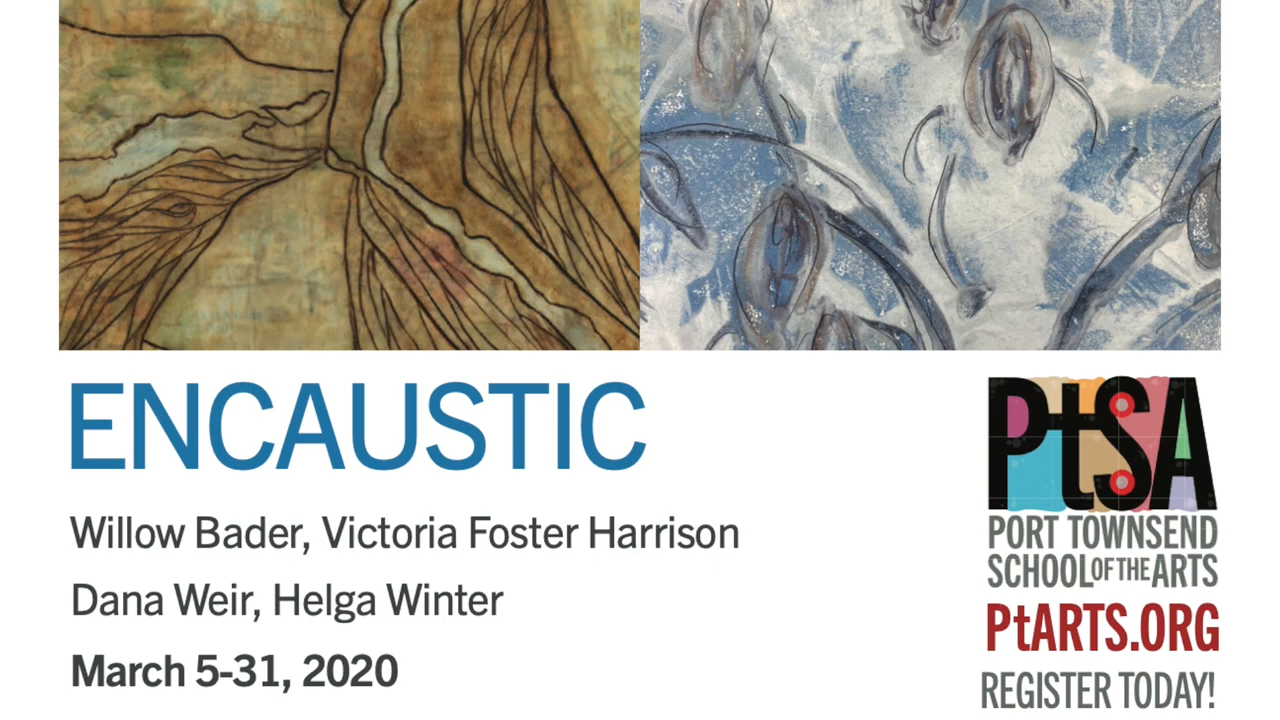 ENCAUSTIC
Willow Bader, Victoria Foster Harrison
Dana Weir, Helga Winter
March 5-31, 2020
PtSA
PORT TOWNSEND
SCHOOL OF THE ARTS
PtARTS.ORG
REGISTER TODAY!